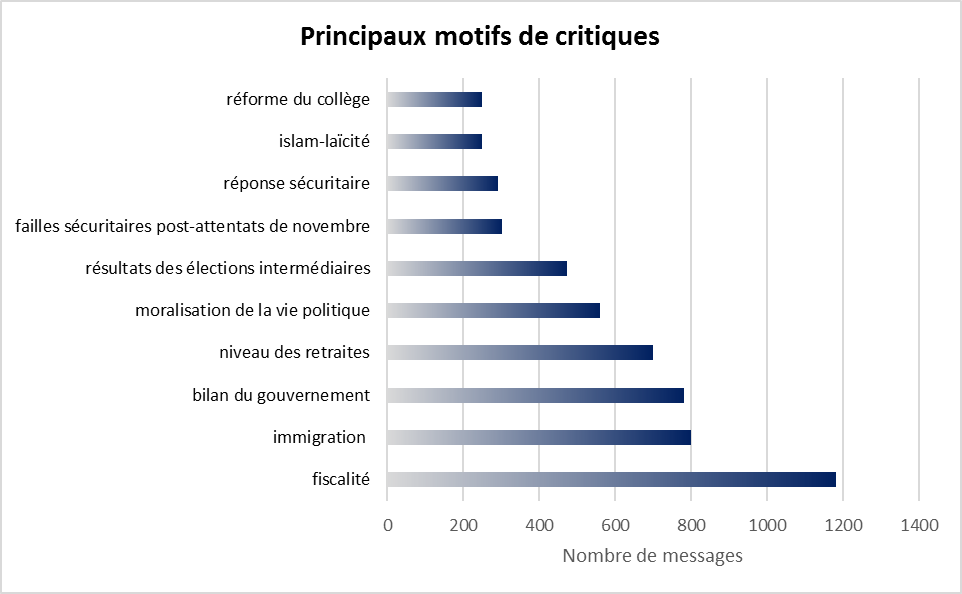 Principaux motifs de critiques
réforme du collège
islam-laïcité
réponse sécuritaire
failles sécuritaires post-attentats de novembre
résultats des élections intermédiaires
moralisation de la vie politique
niveau des retraites
bilan du gouvernement
immigration
fiscalité
0 200 400 600 800 1000 1200 1400
Nombre de messages